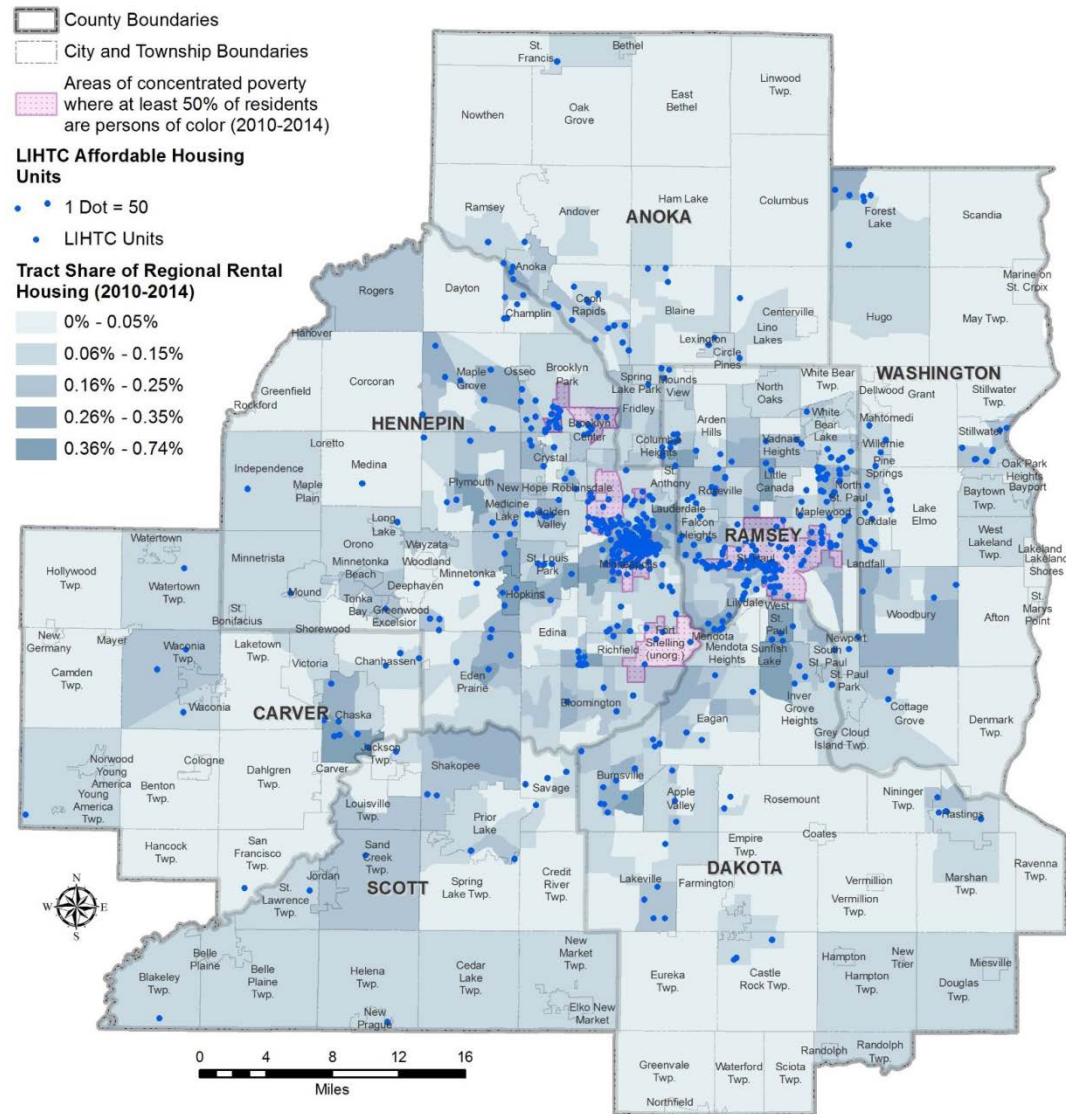 County Boundaries
City and Township Boundaries
Areas of concentrated poverty
where at least 50% of residents
are persons of color (2010-2014)
LIHTC Affordable Housing
Units
1 Dot = 50
LIHTC Units
Tract Share of Regional Rental
Housing (2010-2014)
0% - 0.05%
0.06% - 0.15%
0.16% - 0.25%
0.26% - 0.35%
0.36% - 0.74%
St.
Francis
Bethel
Linwood
Twp.
Nowthen
Oak
Grove
East
Bethel
Ramsey
Andover
Ham Lake
ANOKA
Columbus
Forest
Lake
Scandia
Marine on
St. Croix
Rogers
Dayton
Anoka
Champlin
Coon
Rapids
Blaine
Centerville
Lino
Lakes
Lexington
Circle
Pines
Hugo
May Twp.
Hanover
Greenfield
Rockford
Corcoran
Maple
Grove
Osseo
Brooklyn
Park
Spring
Lake Park
Mounds
View
Fridley
North
Oaks
White Bear
Twp.
WASHINGTON
Dellwood
Grant
Stillwater
Twp.
HENNEPIN
Brooklyn
Center
Arden
Hills
White
Bear
Lake
Mahtomedi
Willernie
Pine
Springs
Stillwater
Oak Park
Heights
Bayport
Loretto
Medina
Crystal
Columbia
Heights
Vadnais
Heights
Little
Canada
Independence
Maple
Plain
Plymouth
New Hope
Robbinsdale
St.
Anthony
Roseville
North
St. Paul
Maplewood
Oakdale
Lake
Elmo
Baytown
Twp.
Medicine
Lake
Golden
Valley
Lauderdale
Falcon
Heights
RAMSEY
West
Lakeland
Twp.
Lakeland
Lakeland
Shores
Long
Lake
Orono
Wayzata
Woodland
St. Louis
Park
Minneapolis
St. Paul
Landfall
Watertown
Watertown
Twp.
Hollywood
Twp.
Minnetrista
Minnetonka
Beach
Minnetonka
Deephaven
Hopkins
Lilydale
West
St.
Paul
Woodbury
Afton
St.
Marys
Point
Mound
Tonka
Bay
Greenwood
Excelsior
St.
Bonifacius
Shorewood
Edina
Richfield
Fort
Snelling
(unorg.)
Mendota
Mendota
Heights
Sunfish
Lake
South
St. Paul
Newport
St. Paul
Park
New
Germany
Mayer
Camden
Twp.
Waconia
Twp.
Waconia
Laketown
Twp.
Victoria
Chanhassen
Eden
Prairie
Bloomington
Eagan
Inver
Grove
Heights
Cottage
Grove
Grey Cloud
Island Twp.
Denmark
Twp.
CARVER
Chaska
Jackson
Twp.
Carver
Norwood
Young
America
Young
America
Twp.
Cologne
Benton
Twp.
Dahlgren
Twp.
Louisville
Twp.
Shakopee
Savage
Burnsville
Apple
Valley
Rosemount
Nininger
Twp.
Hastings
Hancock
Twp.
San
Francisco
Twp.
Sand
Creek
Twp.
Prior
Lake
Empire
Twp.
Coates
Ravenna
Twp.
Jordan
St.
Lawrence
Twp.
SCOTT
Spring
Lake Twp.
Credit
River
Twp.
Lakeville
Farmington
DAKOTA
Vermillion
Vermillion
Twp.
Marshan
Twp.
N
W E
S
Blakeley
Twp.
Belle
Plaine
Belle
Plaine
Twp.
Helena
Twp.
Cedar
Lake
Twp.
New
Market
Twp.
Elko New
Market
New
Prague
Eureka
Twp.
Castle
Rock Twp.
Hampton
Hampton
Twp.
New
Trier
Douglas
Twp.
Miesville
Randolph
Randolph
Twp.
Greenvale
Twp.
Waterford
Twp.
Sciota
Twp.
Northfield
0 4 8 12 16
Miles